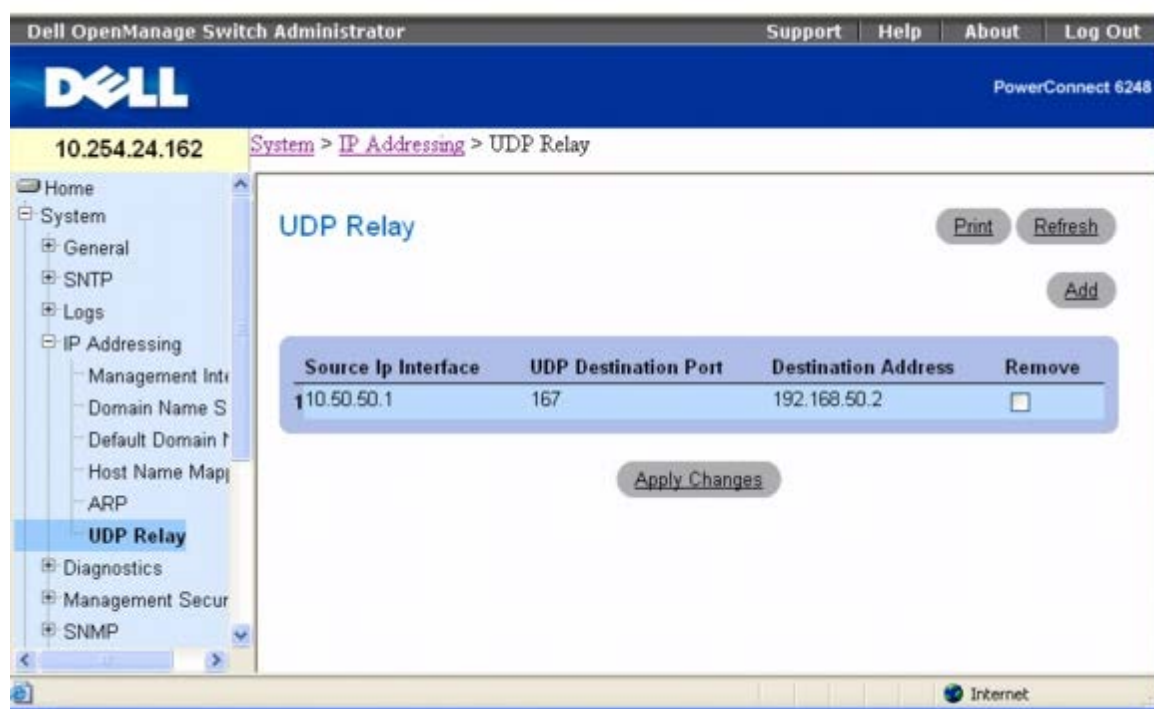 Dell OpenManage Switch Administrator Support Help About Log Out
DELL
PowerConnect 6248
10.254.24.162
System > IP Addressing > UDP Relay
Home
System
General
SNTP
Logs
IP Addressing
Management Inte
Domain Name S
Default Domain N
Host Name Mapp
ARP
UDP Relay
Diagnostics
Management Secur
SNMP
UDP Relay
Print Refresh
Add
Source Ip Interface UDP Destination Port Destination Address Remove
1 10.50.50.1 167 192.168.50.2
Apply Changes
Internet